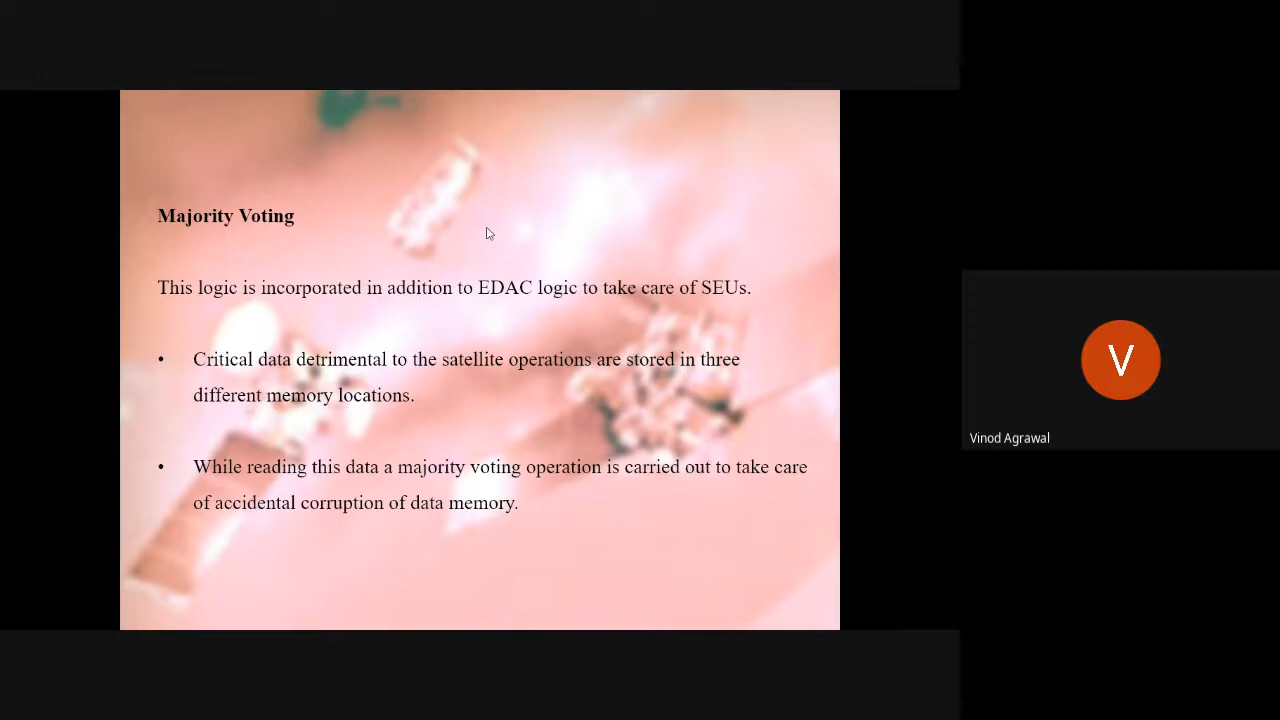 Majority Voting
This logic is incorporated in addition to EDAC logic to take care of SEUs.
• Critical data detrimental to the satellite operations are stored in three
different memory locations.
• While reading this data a majority voting operation is carried out to take care
of accidental corruption of data memory.
V
Vinod Agrawal